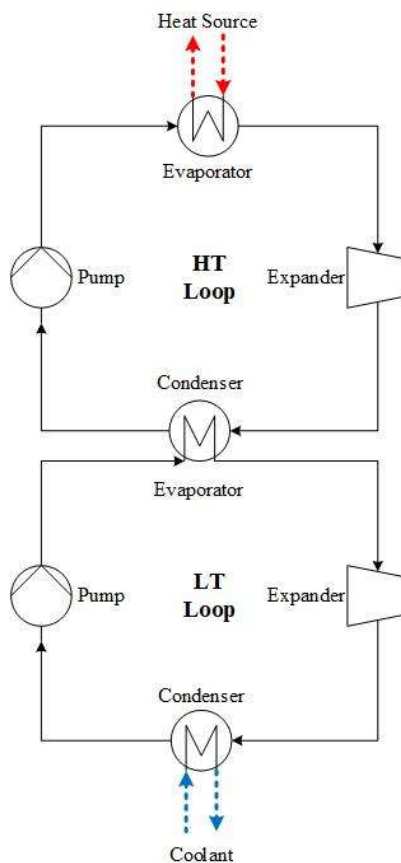 Heat Source
Evaporator
Pump
HT
Loop
Expander
Condenser
Evaporator
Pump
LT
Loop
Expander
Condenser
Coolant